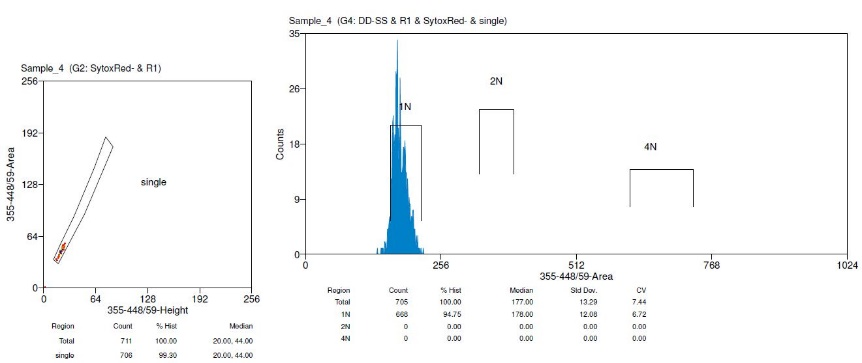 Sample_4 (G2: SytoxRed- & R1)
256
192
128
64
0
355-448/59-Area
single
0 64 128 192 256
355-448/59-Height
Region Count % Hist Median
Total 711 100.00 20.00, 44.00
single 706 99.30 20.00, 44.00
Sample_4 (G4: DD-SS & R1 & SytoxRed- & single)
35
26
18
9
0
Counts
1N
2N
4N
0 256 512 768 1024
355-448/59-Area
Region Count % Hist Median Std Dev. CV
Total 705 100.00 177.00 13.29 7.44
1N 668 94.75 178.00 12.08 6.72
2N 0 0.00 0.00 0.00 0.00
4N 0 0.00 0.00 0.00 0.00